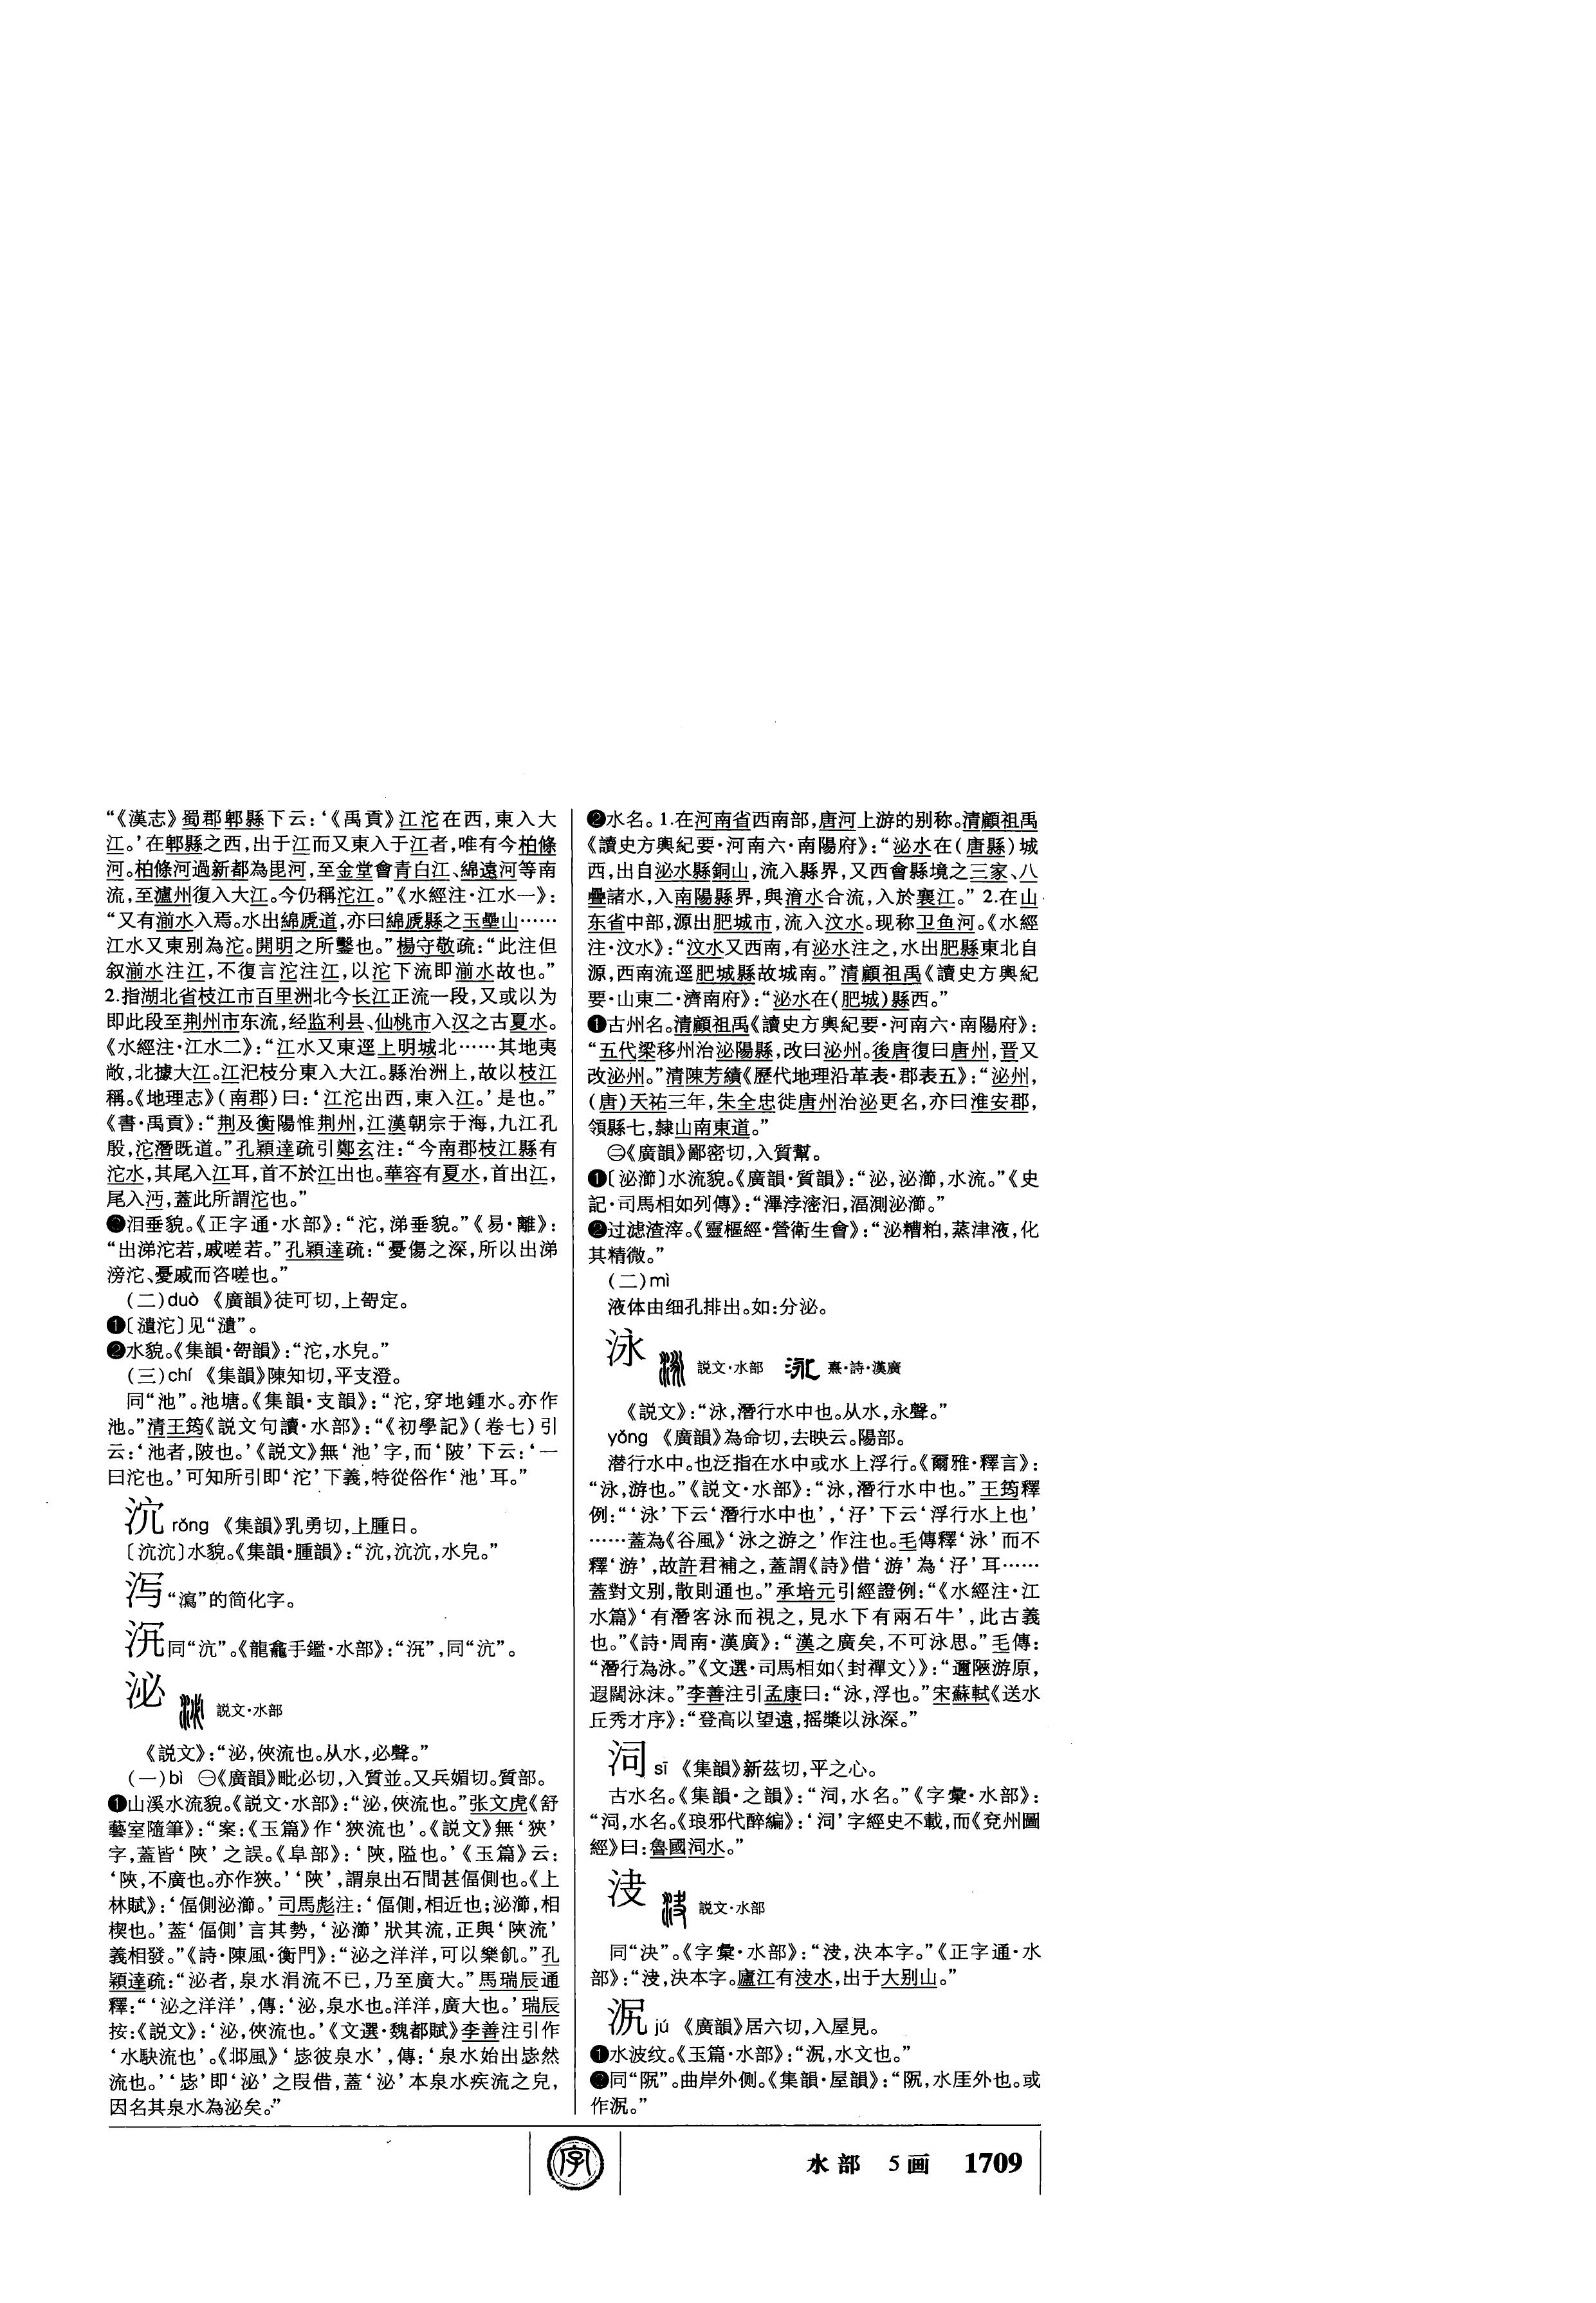 “《漢志》蜀郡郫縣下云：‘《禹貢》江沱在西，東入大
江。’在郫縣之西，出于江而又東入于江者，唯有今柏條
河。柏條河過新都為毘河，至金堂會青白江、綿遠河等南
流，至瀘州復入大江。今仍稱沱江。”《水經注·江水一》：
“又有湔水入焉。水出綿虒道，亦曰綿虒縣之玉壘山……
江水又東别為沱。開明之所鑿也。”楊守敬疏：“此注但
叙湔水注江，不復言沱注江，以沱下流即湔水故也。”
2.指湖北省枝江市百里洲北今长江正流一段，又或以为
即此段至荆州市东流，经监利县、仙桃市入汉之古夏水。
《水經注·江水二》：“江水又東逕上明城北……其地夷
敞，北據大江。江汜枝分東入大江。縣治洲上，故以枝江
稱。《地理志》（南郡）曰：‘江沱出西，東入江。’是也。”
《書·禹貢》：“荆及衡陽惟荆州，江漢朝宗于海，九江孔
殷，沱潛既道。”孔穎達疏引鄭玄注：“今南郡枝江縣有
沱水，其尾入江耳，首不於江出也。華容有夏水，首出江，
尾入沔，蓋此所謂沱也。”
❸泪垂貌。《正字通·水部》：“沱，涕垂貌。”《易·離》：
“出涕沱若，戚嗟若。”孔穎達疏：“憂傷之深，所以出涕
滂沱、憂戚而咨嗟也。”
（二）duò 《廣韻》徒可切，上哿定。
❶〔瀢沱〕见“瀢”。
❷水貌。《集韻·哿韻》：“沱，水皃。”
（三）chí 《集韻》陳知切，平支澄。
同“池”。池塘。《集韻·支韻》：“沱，穿地鍾水。亦作
池。”清王筠《説文句讀·水部》：“《初學記》（卷七）引
云：‘池者，陂也。’《説文》無‘池’字，而‘陂’下云：‘一
曰沱也。’可知所引即‘沱’下義，特從俗作‘池’耳。”
㲽 rǒng 《集韻》乳勇切，上腫日。
水貌。《集韻·腫韻》：
泻 “瀉”的简化字。
同“沆”。《龍龕手鑑·水部》：同“沆”。
泌 説文·水部
《説文》：“泌，俠流也。从水，必聲。”
（一）bì ㊀《廣韻》毗必切，入質並。又兵媚切。質部。
❶山溪水流貌。《説文·水部》：“泌，俠流也。”张文虎《舒
藝室隨筆》：“案：《玉篇》作‘狹流也’。《説文》無‘狹’
字，蓋皆‘陜’之誤。《阜部》：‘陜，隘也。’《玉篇》云：
‘陜，不廣也。亦作狹。’‘陜’，謂泉出石間甚偪側也。《上
林賦》：‘偪側泌瀄。’司馬彪注：‘偪側，相近也；泌瀄，相
楔也。’蓋‘偪側’言其勢，‘泌瀄’狀其流，正與‘陜流’
義相發。”《詩·陳風·衡門》：“泌之洋洋，可以樂飢。”孔
穎達疏：“泌者，泉水涓流不已，乃至廣大。”馬瑞辰通
釋：“‘泌之洋洋’，傳：‘泌，泉水也。洋洋，廣大也。’瑞辰
按：《説文》：‘泌，俠流也。’《文選·魏都賦》李善注引作
‘水駃流也’。《邶風》‘毖彼泉水’，傳：‘泉水始出毖然
流也。’‘毖’即‘泌’之叚借，蓋‘泌’本泉水疾流之皃，
因名其泉水為泌矣。”
❷水名。1.在河南省西南部，唐河上游的别称。清顧祖禹
《讀史方輿紀要·河南六·南陽府》：“泌水在（唐縣）城
西，出自泌水縣銅山，流入縣界，又西會縣境之三家、八
疊諸水，入南陽縣界，與淯水合流，入於襄江。” 2.在山
东省中部，源出肥城市，流入汶水。现称卫鱼河。《水經
注·汶水》：“汶水又西南，有泌水注之，水出肥縣東北自
源，西南流逕肥城縣故城南。”清顧祖禹《讀史方輿紀
要·山東二·濟南府》：“泌水在（肥城）縣西。”
❶古州名。清顧祖禹《讀史方輿紀要·河南六·南陽府》：
“五代梁移州治泌陽縣，改曰泌州。後唐復曰唐州，晋又
改泌州。”清陳芳績《歷代地理沿革表·郡表五》：“泌州，
（唐）天祐三年，朱全忠徙唐州治泌更名，亦曰淮安郡，
領縣七，隸山南東道。”
㊁《廣韻》鄙密切，入質幫。
❶〔泌瀄〕水流貌。《廣韻·質韻》：“泌，泌瀄，水流。”《史
記·司馬相如列傳》：“滭浡滵汩，湢測泌瀄。”
❷过滤渣滓。《靈樞經·營衛生會》：“泌糟粕，蒸津液，化
其精微。”
（二）mì
液体由细孔排出。如：分泌。
泳 説文·水部 熹·詩·漢廣
《説文》：“泳，潛行水中也。从水，永聲。”
yǒng 《廣韻》為命切，去映云。陽部。
潜行水中。也泛指在水中或水上浮行。《爾雅·釋言》：
“泳，游也。”《説文·水部》：“泳，潛行水中也。”王筠釋
例：“‘泳’下云‘潛行水中也’，‘汓’下云‘浮行水上也’
……蓋為《谷風》‘泳之游之’作注也。毛傳釋‘泳’而不
釋‘游’，故許君補之，蓋謂《詩》借‘游’為‘汓’耳……
蓋對文别，散則通也。”承培元引經證例：“《水經注·江
水篇》‘有潛客泳而視之，見水下有兩石牛’，此古義
也。”《詩·周南·漢廣》：“漢之廣矣，不可泳思。”毛傳：
“潛行為泳。”《文選·司馬相如〈封禪文〉》：“邇陿游原，
遐闊泳沫。”李善注引孟康曰：“泳，浮也。”宋蘇軾《送水
丘秀才序》：“登高以望遠，摇槳以泳深。”
泀 sī 《集韻》新茲切，平之心。
古水名。《集韻·之韻》：“泀，水名。”《字彙·水部》：
“泀，水名。《琅邪代醉編》：‘泀’字經史不載，而《兗州圖
經》曰：魯國泀水。”
説文·水部
同“決”。《字彙·水部》：決本字。”《正字通·水
部》：決本字。廬江有水，出于大别山。”
泦 jú 《廣韻》居六切，入屋見。
❶水波纹。《玉篇·水部》：“泦，水文也。”
❷同“阮”。曲岸外侧。《集韻·屋韻》：水厓外也。或
作泦。”
水部 5画 1709